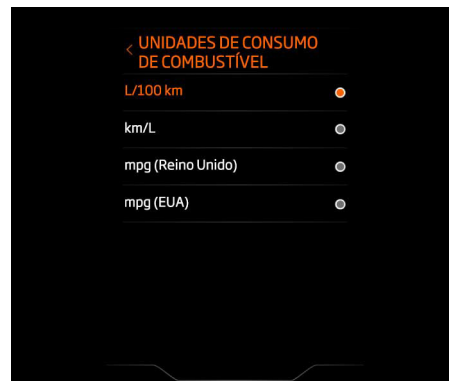 UNIDADES DE CONSUMO
DE COMBUSTÍVEL
L/100 km
km/L
mpg (Reino Unido)
mpg (EUA)